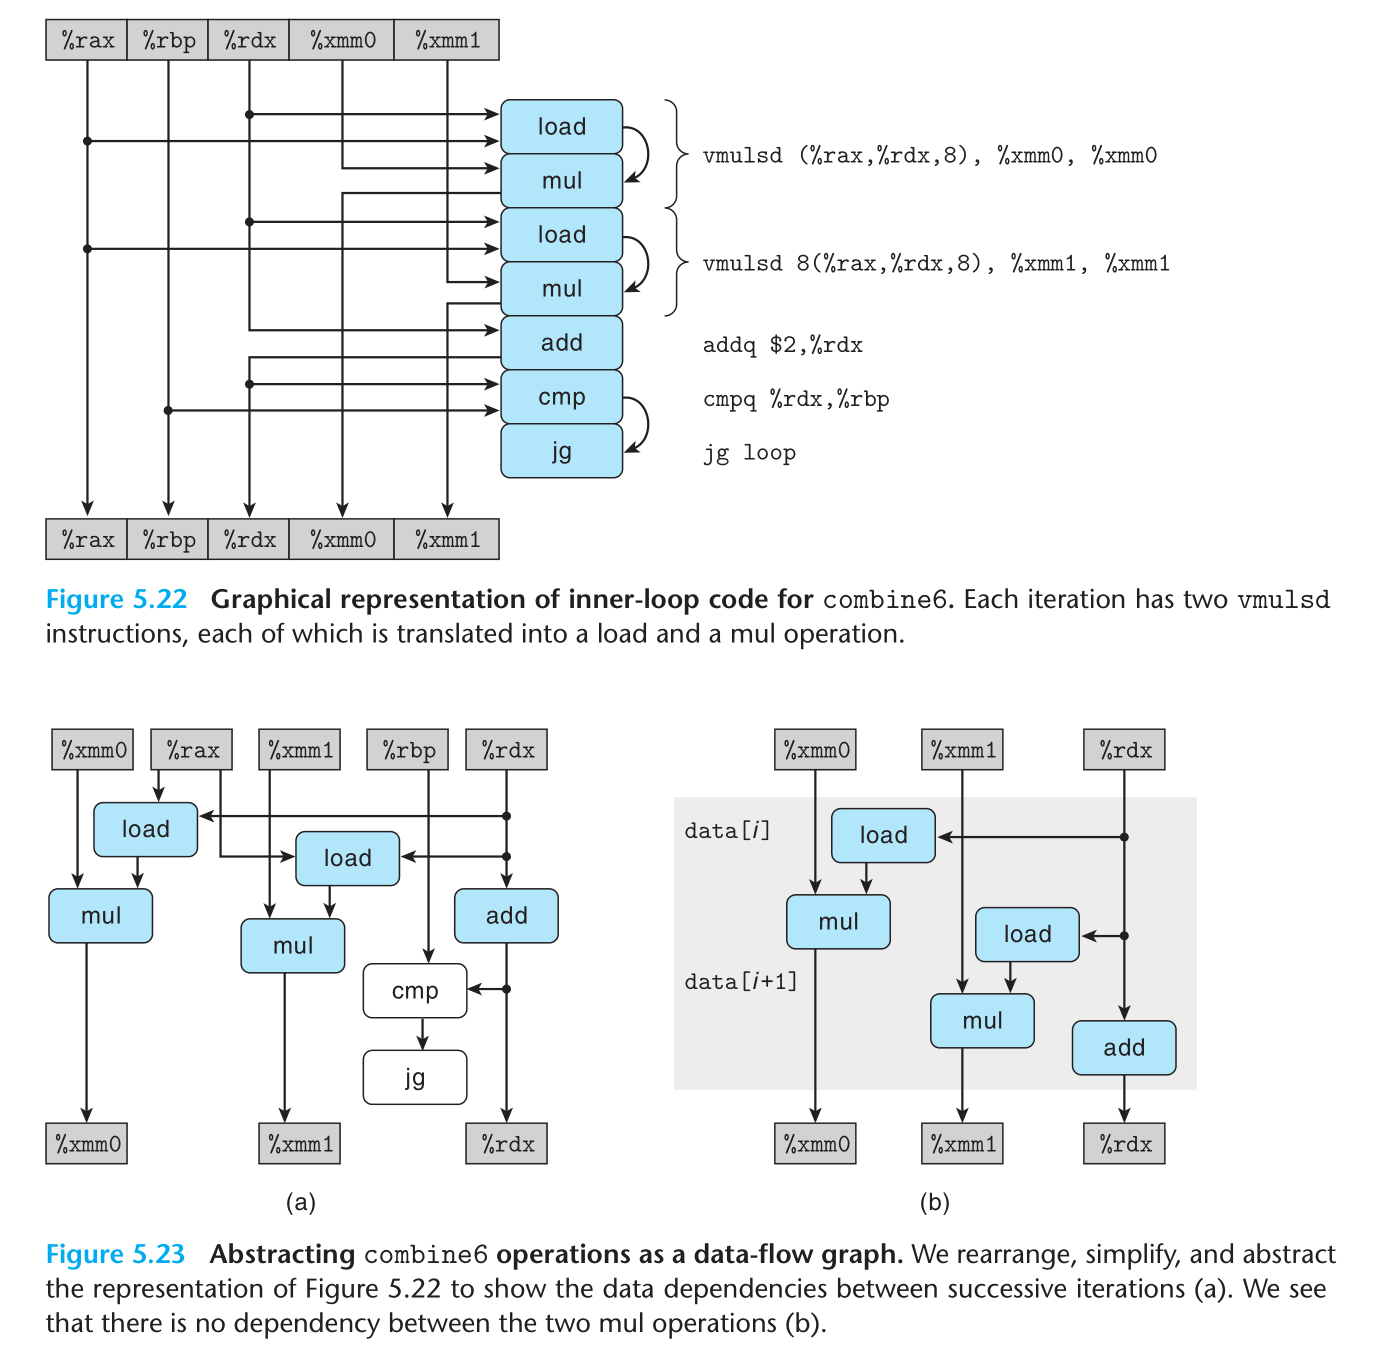 %rax %rbp %rdx %xmm0 %xmm1
load
mul
vmulsd (%rax,%rdx,8), %xmm0, %xmm0
load
mul
vmulsd 8(%rax,%rdx,8), %xmm1, %xmm1
add
addq $2,%rdx
cmp
cmpq %rdx,%rbp
jg
jg loop
%rax %rbp %rdx %xmm0 %xmm1
Figure 5.22 Graphical representation of inner-loop code for combine6. Each iteration has two vmulsd
instructions, each of which is translated into a load and a mul operation.
%xmm0 %rax %xmm1 %rbp %rdx
load
load
mul
add
mul
cmp
jg
%xmm0 %xmm1 %rdx
(a)
%xmm0 %xmm1 %rdx
data[i]
load
mul
load
data[i+1]
mul
add
%xmm0 %xmm1 %rdx
(b)
Figure 5.23 Abstracting combine6 operations as a data-flow graph. We rearrange, simplify, and abstract
the representation of Figure 5.22 to show the data dependencies between successive iterations (a). We see
that there is no dependency between the two mul operations (b).